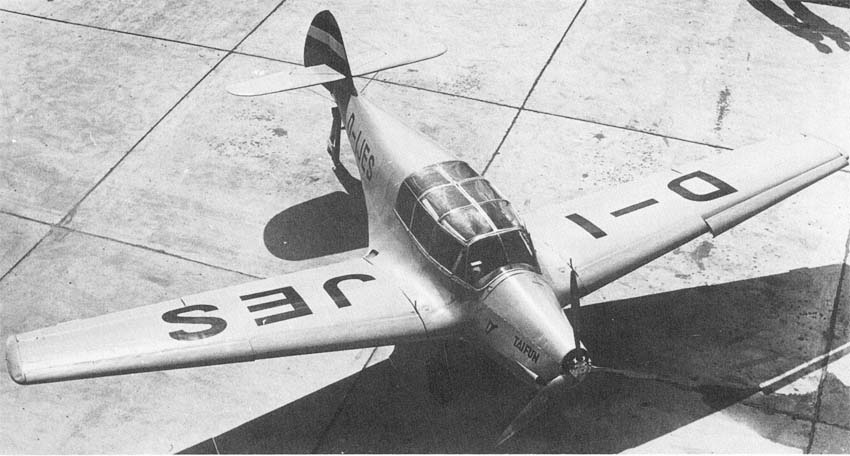 D-IJES
D-I
JES
TAIFUN